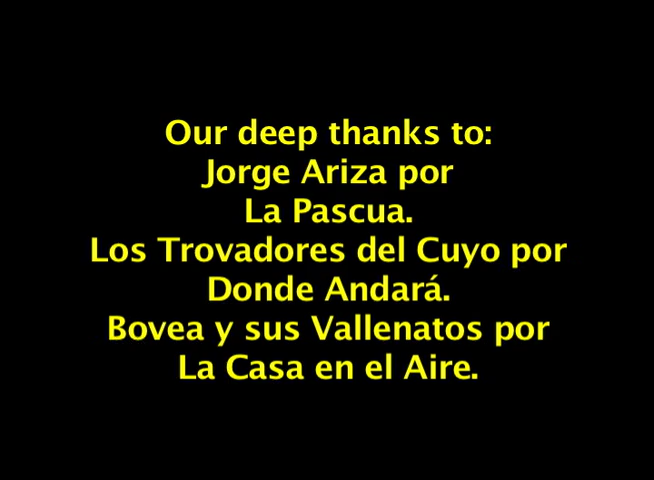 Our deep thanks to:
Jorge Ariza por
La Pascua.
Los Trovadores del Cuyo por
Donde Andará.
Bovea y sus Vallenatos por
La Casa en el Aire.